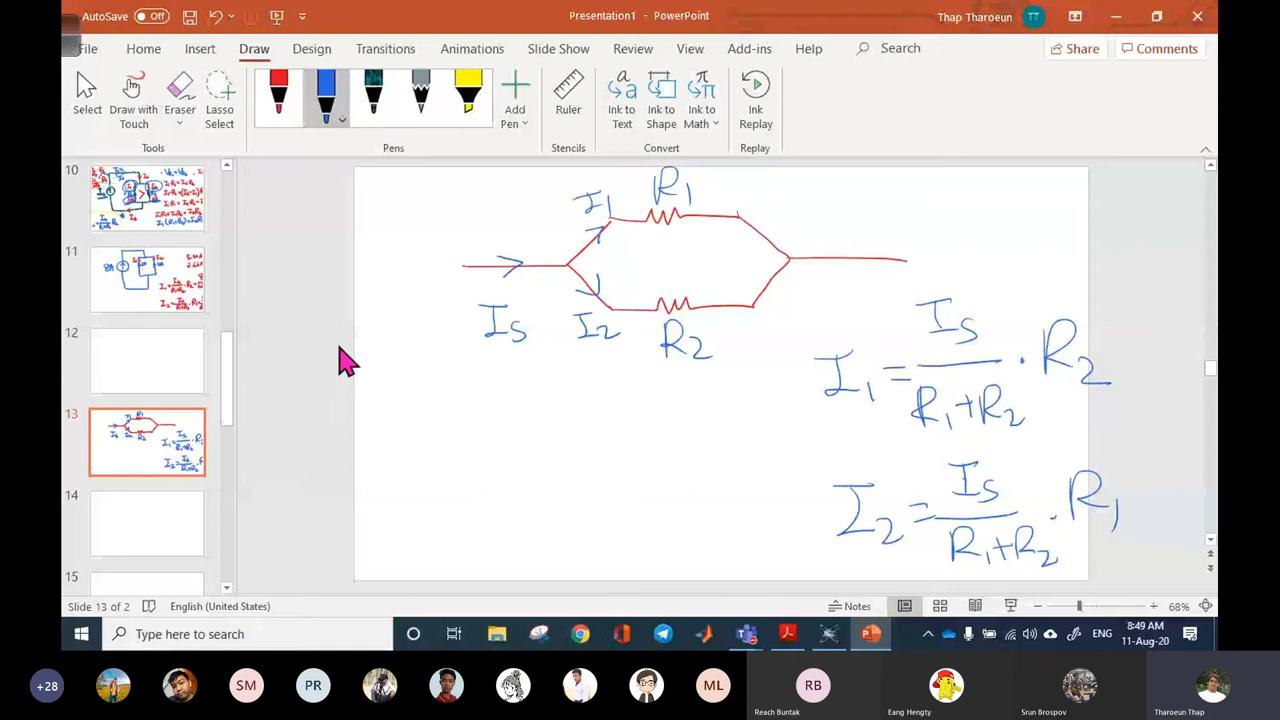 AutoSave Off
Presentation1 - PowerPoint
Thap Tharoeun TT
File Home Insert Draw Design Transitions Animations Slide Show Review View Add-ins Help Search Share Comments
Select
Draw with Touch
Eraser
Lasso Select
Add Pen
Ruler
Ink to Text
Ink to Shape
Ink to Math
Ink Replay
Tools
Pens
Stencils
Convert
Replay
10
11
8A
12
13
14
15
I1
R1
Is
I2
R2
I1 = Is / (R1+R2) · R2
I2 = Is / (R1+R2) · R1
Slide 13 of 2 English (United States) Notes 68%
Type here to search
ENG
8:49 AM
11-Aug-20
+28
SM
PR
ML
RB
Reach Buntak
Eang Hengty
Srun Brospov
Tharoeun Thap